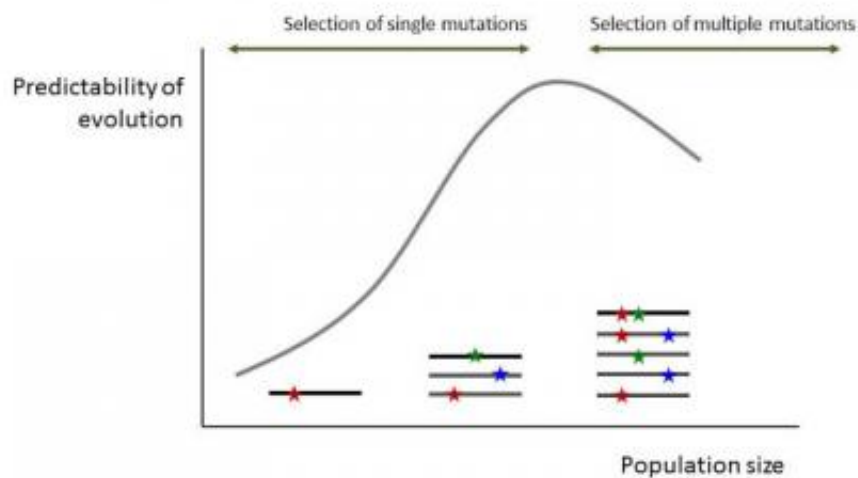 Selection of single mutations
Selection of multiple mutations
Predictability of
evolution
Population size